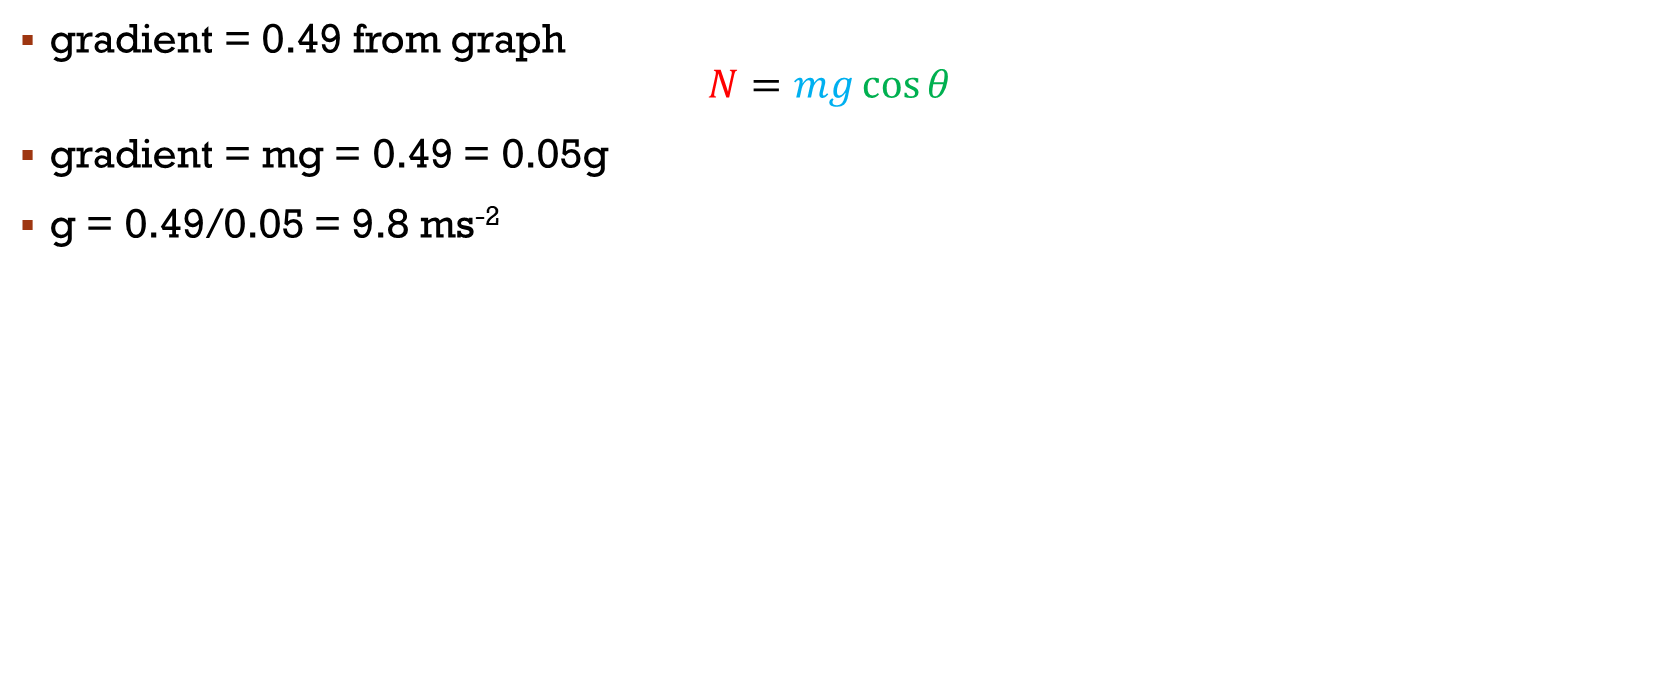 ▪ gradient = 0.49 from graph
N = mg cos θ
▪ gradient = mg = 0.49 = 0.05g
▪ g = 0.49/0.05 = 9.8 ms⁻²